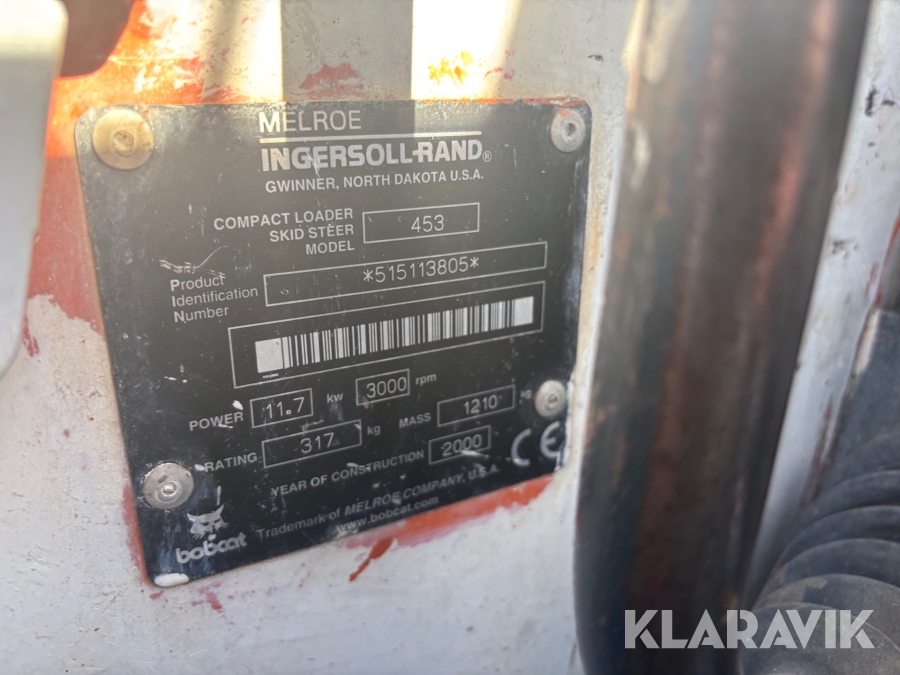 MELROE
INGERSOLL-RAND®
GWINNER, NORTH DAKOTA U.S.A.
COMPACT LOADER
SKID STEER
MODEL 453
Product
Identification
Number *515113805*
POWER 11.7 kw 3000 rpm
RATING 317 kg MASS 1210 kg
YEAR OF CONSTRUCTION 2000 CE
bobcat Trademark of MELROE COMPANY, U.S.A.
www.bobcat.com
KLARAVIK